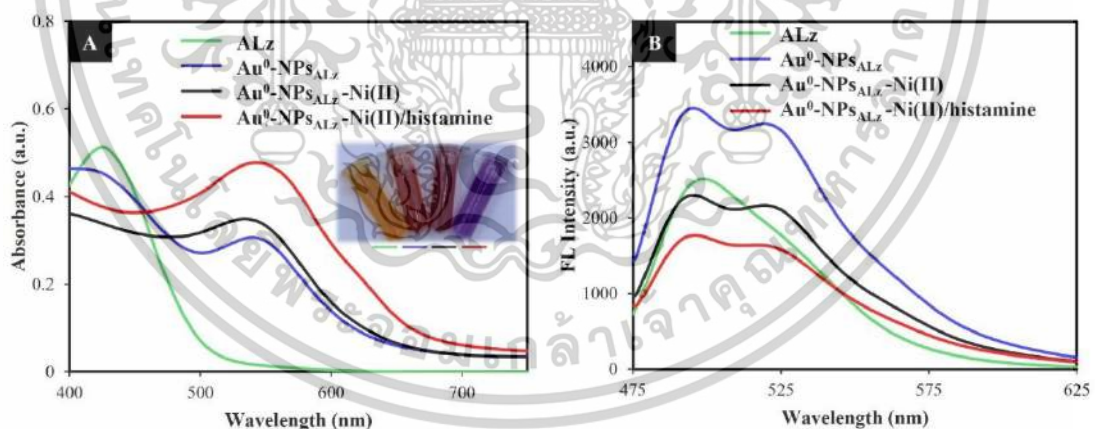 A
ALz
Au⁰-NPsALz
Au⁰-NPsALz-Ni(II)
Au⁰-NPsALz-Ni(II)/histamine
Absorbance (a.u.)
0.8
0.6
0.4
0.2
0
400
500
600
700
Wavelength (nm)
B
ALz
Au⁰-NPsALz
Au⁰-NPsALz-Ni(II)
Au⁰-NPsALz-Ni(II)/histamine
FL Intensity (a.u.)
4000
3000
2000
1000
0
475
525
575
625
Wavelength (nm)